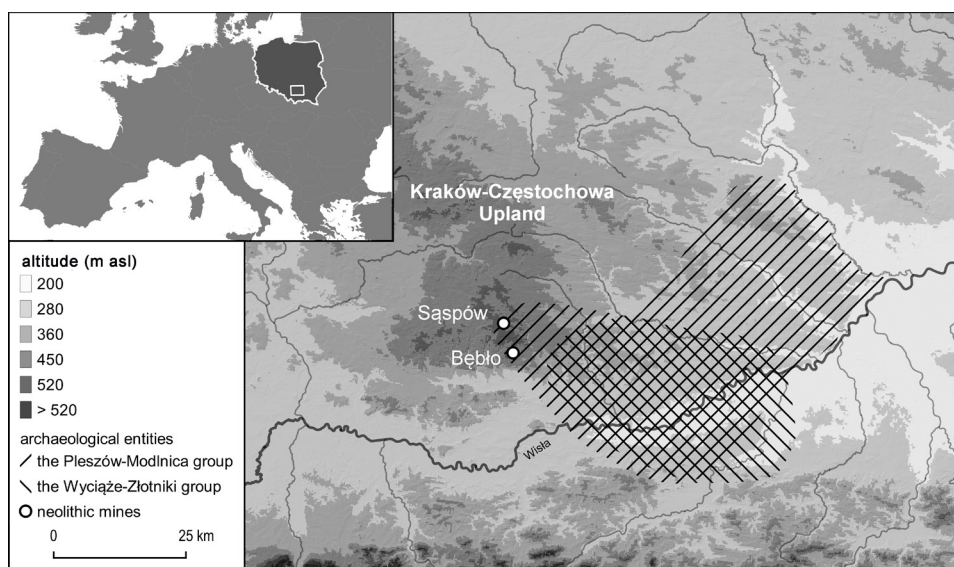 Kraków-Częstochowa
Upland
Sąspów
Bębło
Wisła
altitude (m asl)
200
280
360
450
520
> 520
archaeological entities
the Pleszów-Modlnica group
the Wyciąże-Złotniki group
neolithic mines
0 25 km